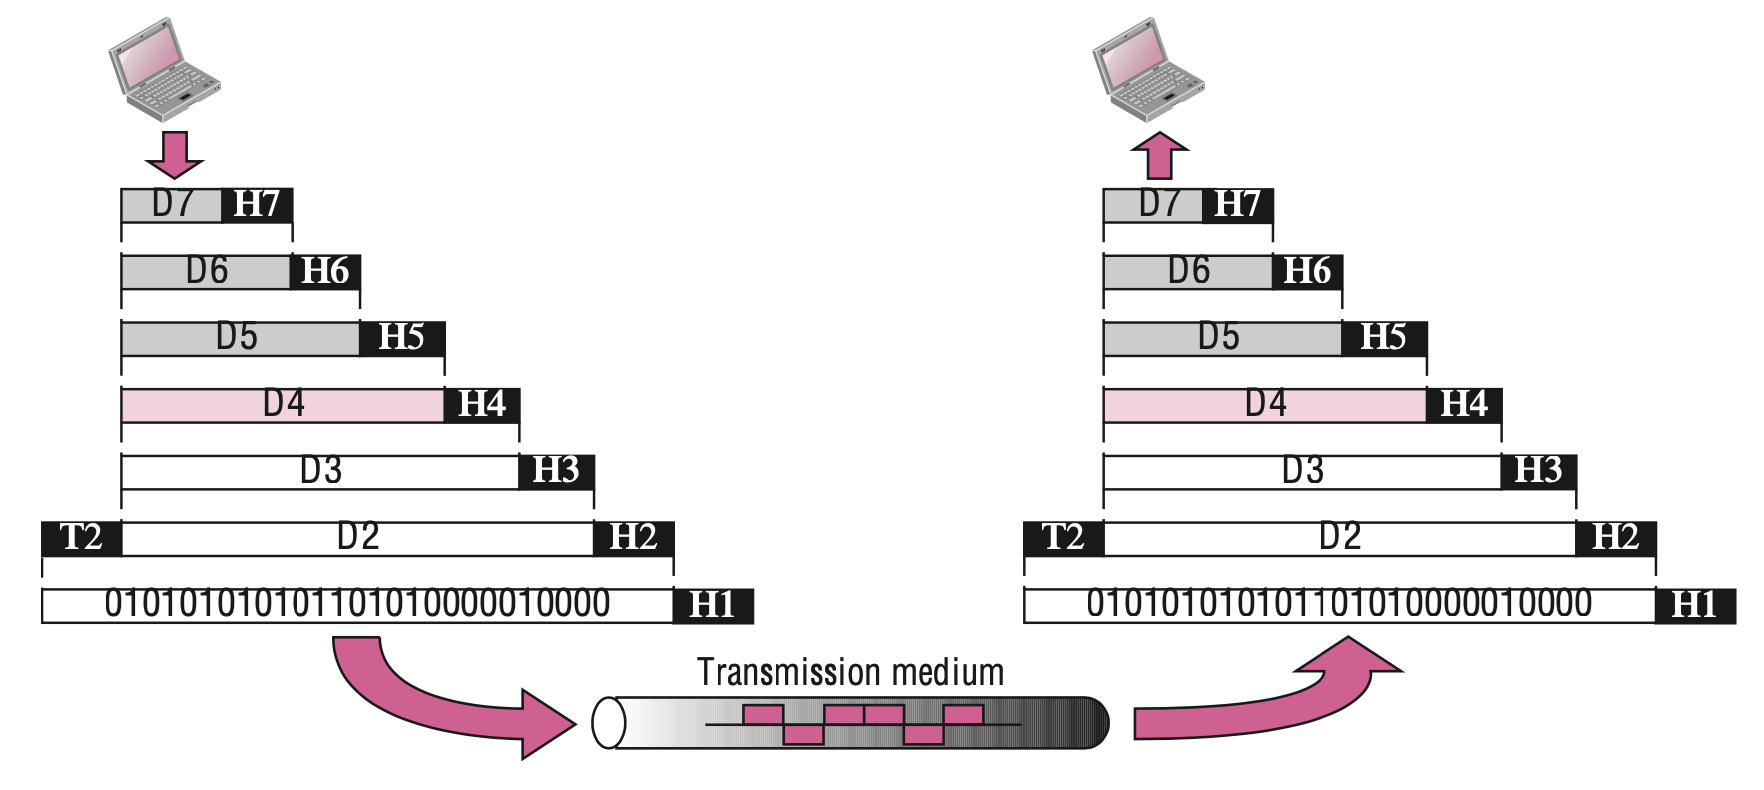 D7 H7
D6 H6
D5 H5
D4 H4
D3 H3
T2 D2 H2
010101010101101010000010000 H1
Transmission medium
D7 H7
D6 H6
D5 H5
D4 H4
D3 H3
T2 D2 H2
010101010101101010000010000 H1